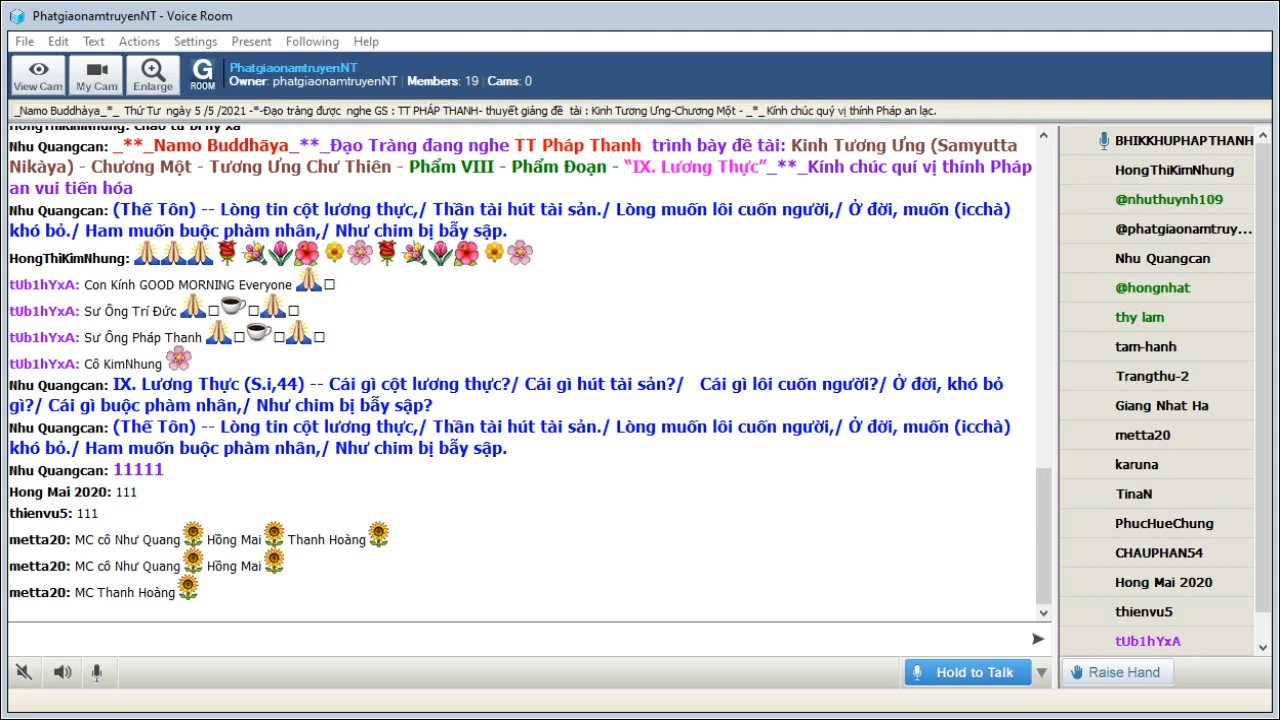 PhatgiaonamtruyenNT - Voice Room
File Edit Text Actions Settings Present Following Help
View Cam My Cam Enlarge G ROOM
PhatgiaonamtruyenNT
Owner: phatgiaonamtruyenNT | Members: 19 | Cams: 0
_Namo Buddhàya_*_ Thứ Tư ngày 5 /5 /2021 -*-Đạo tràng được nghe GS : TT PHÁP THANH- thuyết giảng đề tài : Kinh Tương Ưng-Chương Một - _*_ Kính chúc quý vị thính Pháp an lạc.
Nhu Quangcan: _**_Namo Buddhāya_**_Đạo Tràng đang nghe TT Pháp Thanh trình bày đề tài: Kinh Tương Ưng (Samyutta
Nikàya) - Chương Một - Tương Ưng Chư Thiên - Phẩm VIII - Phẩm Đoạn - “IX. Lương Thực”_**_Kính chúc quí vị thính Pháp
an vui tiến hóa
Nhu Quangcan: (Thế Tôn) -- Lòng tin cột lương thực,/ Thần tài hút tài sản./ Lòng muốn lôi cuốn người,/ Ở đời, muốn (icchà)
khó bỏ./ Ham muốn buộc phàm nhân,/ Như chim bị bẫy sập.
HongThiKimNhung:
tUb1hYxA: Con Kính GOOD MORNING Everyone
tUb1hYxA: Sư Ông Trí Đức
tUb1hYxA: Sư Ông Pháp Thanh
tUb1hYxA: Cô KimNhung
Nhu Quangcan: IX. Lương Thực (S.i,44) -- Cái gì cột lương thực?/ Cái gì hút tài sản?/ Cái gì lôi cuốn người?/ Ở đời, khó bỏ
gì?/ Cái gì buộc phàm nhân,/ Như chim bị bẫy sập?
Nhu Quangcan: (Thế Tôn) -- Lòng tin cột lương thực,/ Thần tài hút tài sản./ Lòng muốn lôi cuốn người,/ Ở đời, muốn (icchà)
khó bỏ./ Ham muốn buộc phàm nhân,/ Như chim bị bẫy sập.
Nhu Quangcan: 11111
Hong Mai 2020: 111
thienvu5: 111
metta20: MC cô Như Quang Hồng Mai Thanh Hoàng
metta20: MC cô Như Quang Hồng Mai
metta20: MC Thanh Hoàng
BHIKKHUPHAPTHANH
HongThiKimNhung
@nhuthuynh109
@phatgiaonamtruy...
Nhu Quangcan
@hongnhat
thy lam
tam-hanh
Trangthu-2
Giang Nhat Ha
metta20
karuna
TinaN
PhucHueChung
CHAUPHAN54
Hong Mai 2020
thienvu5
tUb1hYxA
Hold to Talk
Raise Hand